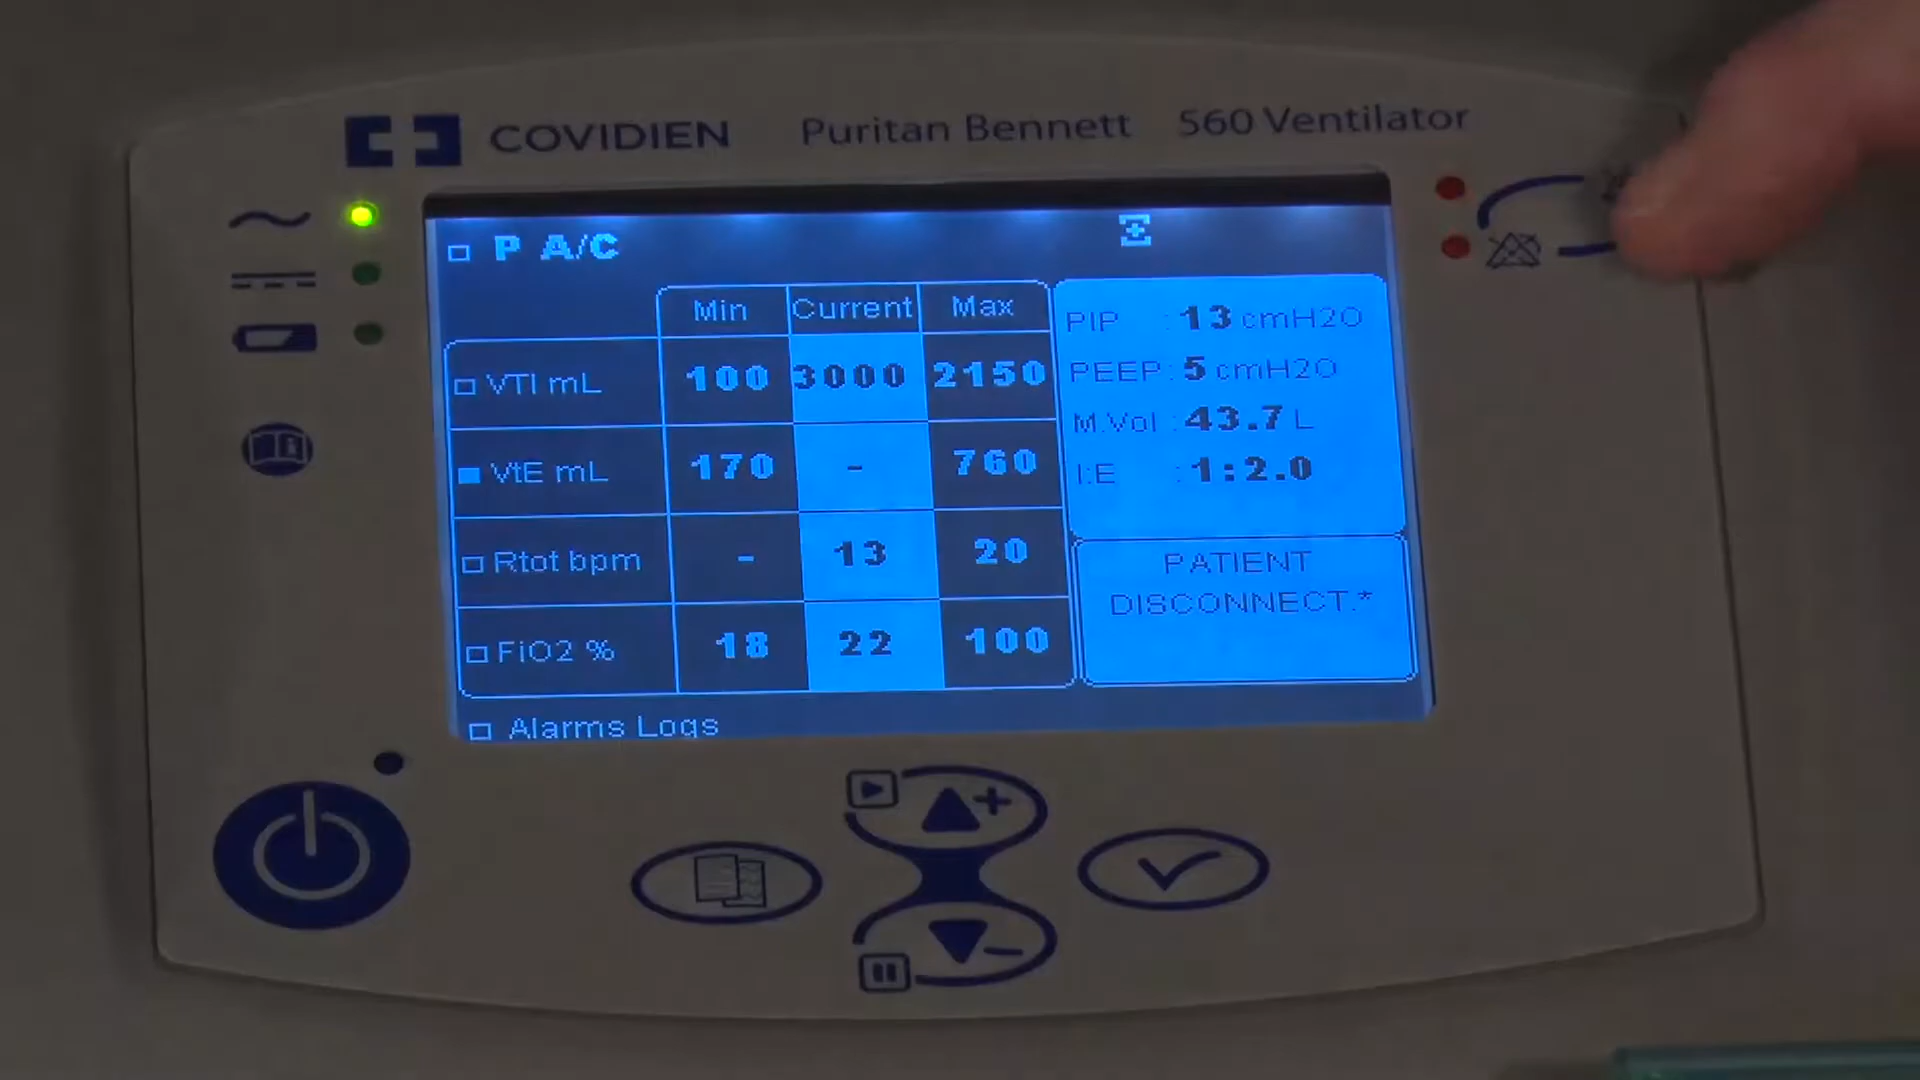 COVIDIEN Puritan Bennett 560 Ventilator
P A/C
Min Current Max
VTI mL 100 3000 2150
VtE mL 170 - 760
Rtot bpm - 13 20
FiO2 % 18 22 100
PIP : 13 cmH2O
PEEP: 5 cmH2O
M.Vol : 43.7 L
I:E : 1:2.0
PATIENT
DISCONNECT.*
Alarms Logs